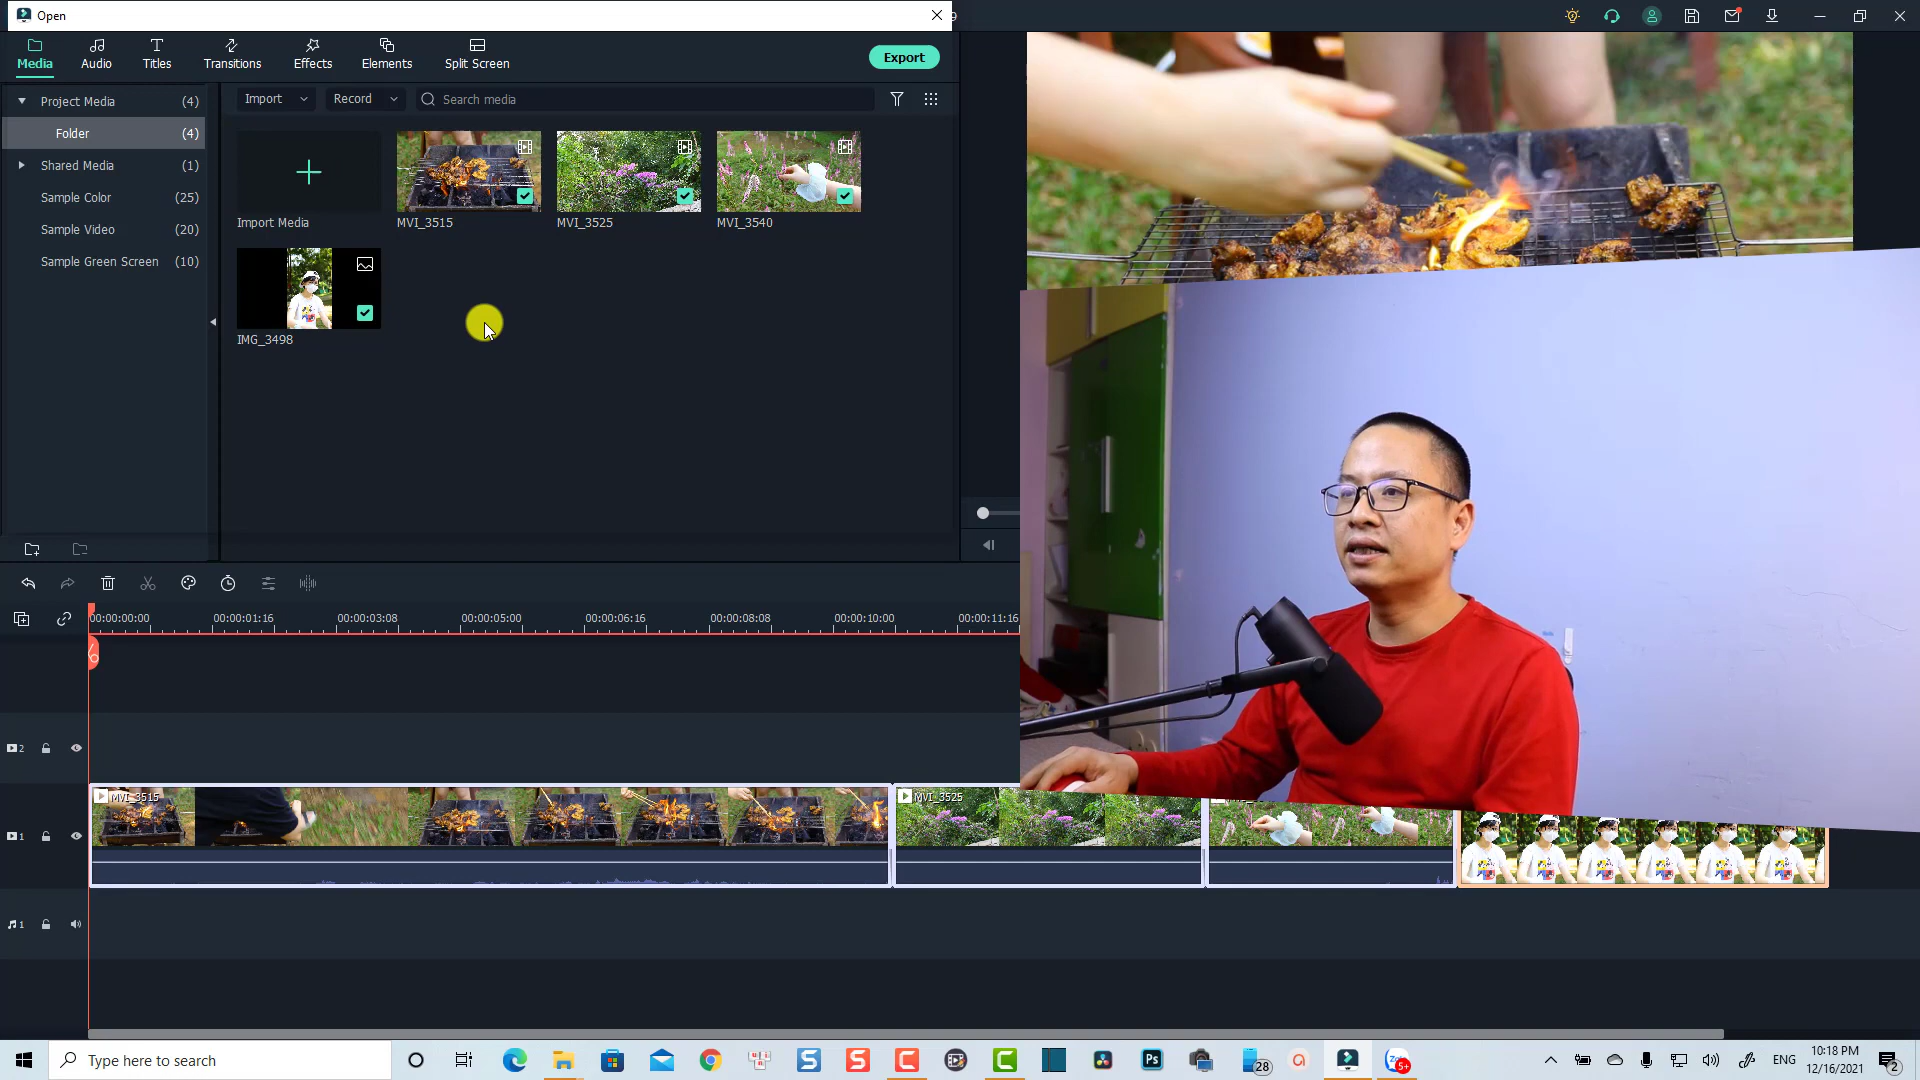 Open
9
Media
Audio
Titles
Transitions
Effects
Elements
Split Screen
Export
Project Media (4)
Folder (4)
Shared Media (1)
Sample Color (25)
Sample Video (20)
Sample Green Screen (10)
Import
Record
Search media
Import Media
MVI_3515
MVI_3525
MVI_3540
IMG_3498
00:00:00:00 00:00:01:16 00:00:03:08 00:00:05:00 00:00:06:16 00:00:08:08 00:00:10:00 00:00:11:16
2
1
MVI_3515
MVI_3525
1
Type here to search
28
5+
ENG
10:18 PM
12/16/2021
2